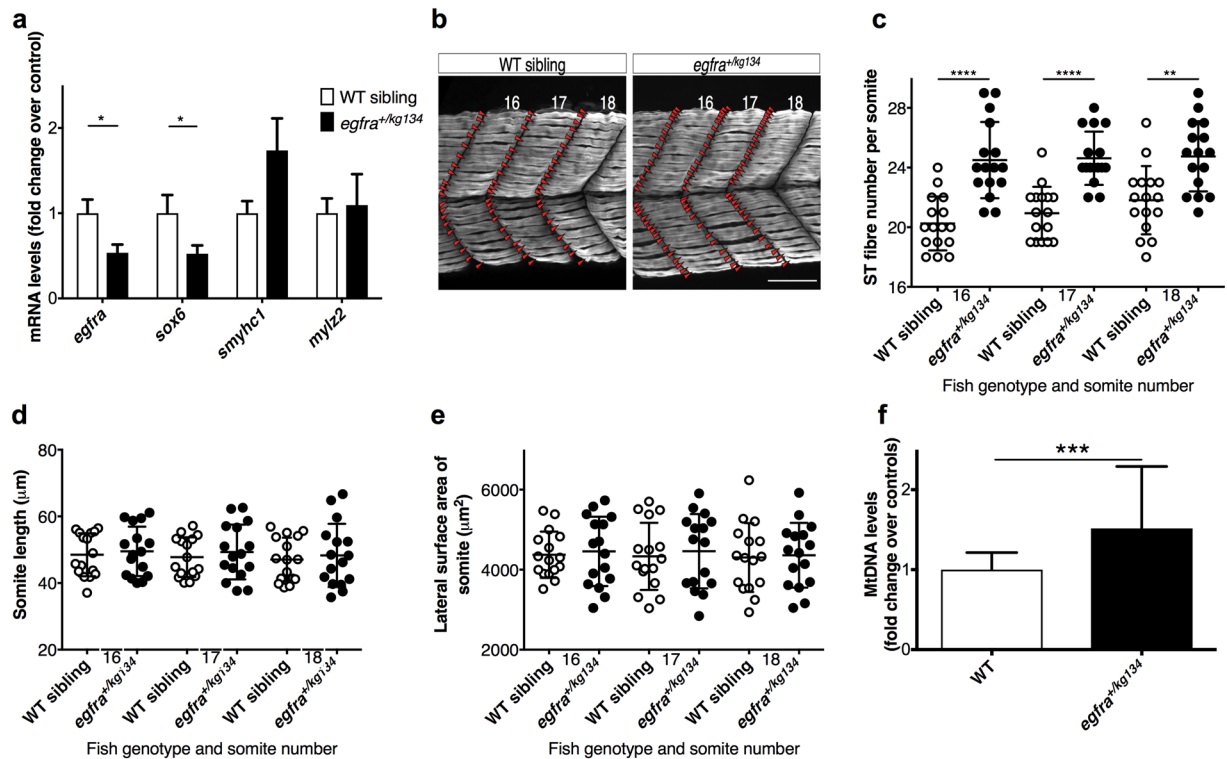 a
mRNA levels (fold change over control)
2
1
0
* *
WT sibling
egfra+/kg134
egfra sox6 smyhc1 mylz2
b
WT sibling egfra+/kg134
16 17 18 16 17 18
c
ST fibre number per somite
28
24
20
16
**** **** **
16 17 18
WT sibling egfra+/kg134 WT sibling egfra+/kg134 WT sibling egfra+/kg134
Fish genotype and somite number
d
Somite length (µm)
80
60
40
20
16 17 18
WT sibling egfra+/kg134 WT sibling egfra+/kg134 WT sibling egfra+/kg134
Fish genotype and somite number
e
Lateral surface area of
somite (µm²)
6000
4000
2000
16 17 18
WT sibling egfra+/kg134 WT sibling egfra+/kg134 WT sibling egfra+/kg134
Fish genotype and somite number
f
MtDNA levels
(fold change over controls)
2
1
0
***
WT egfra+/kg134